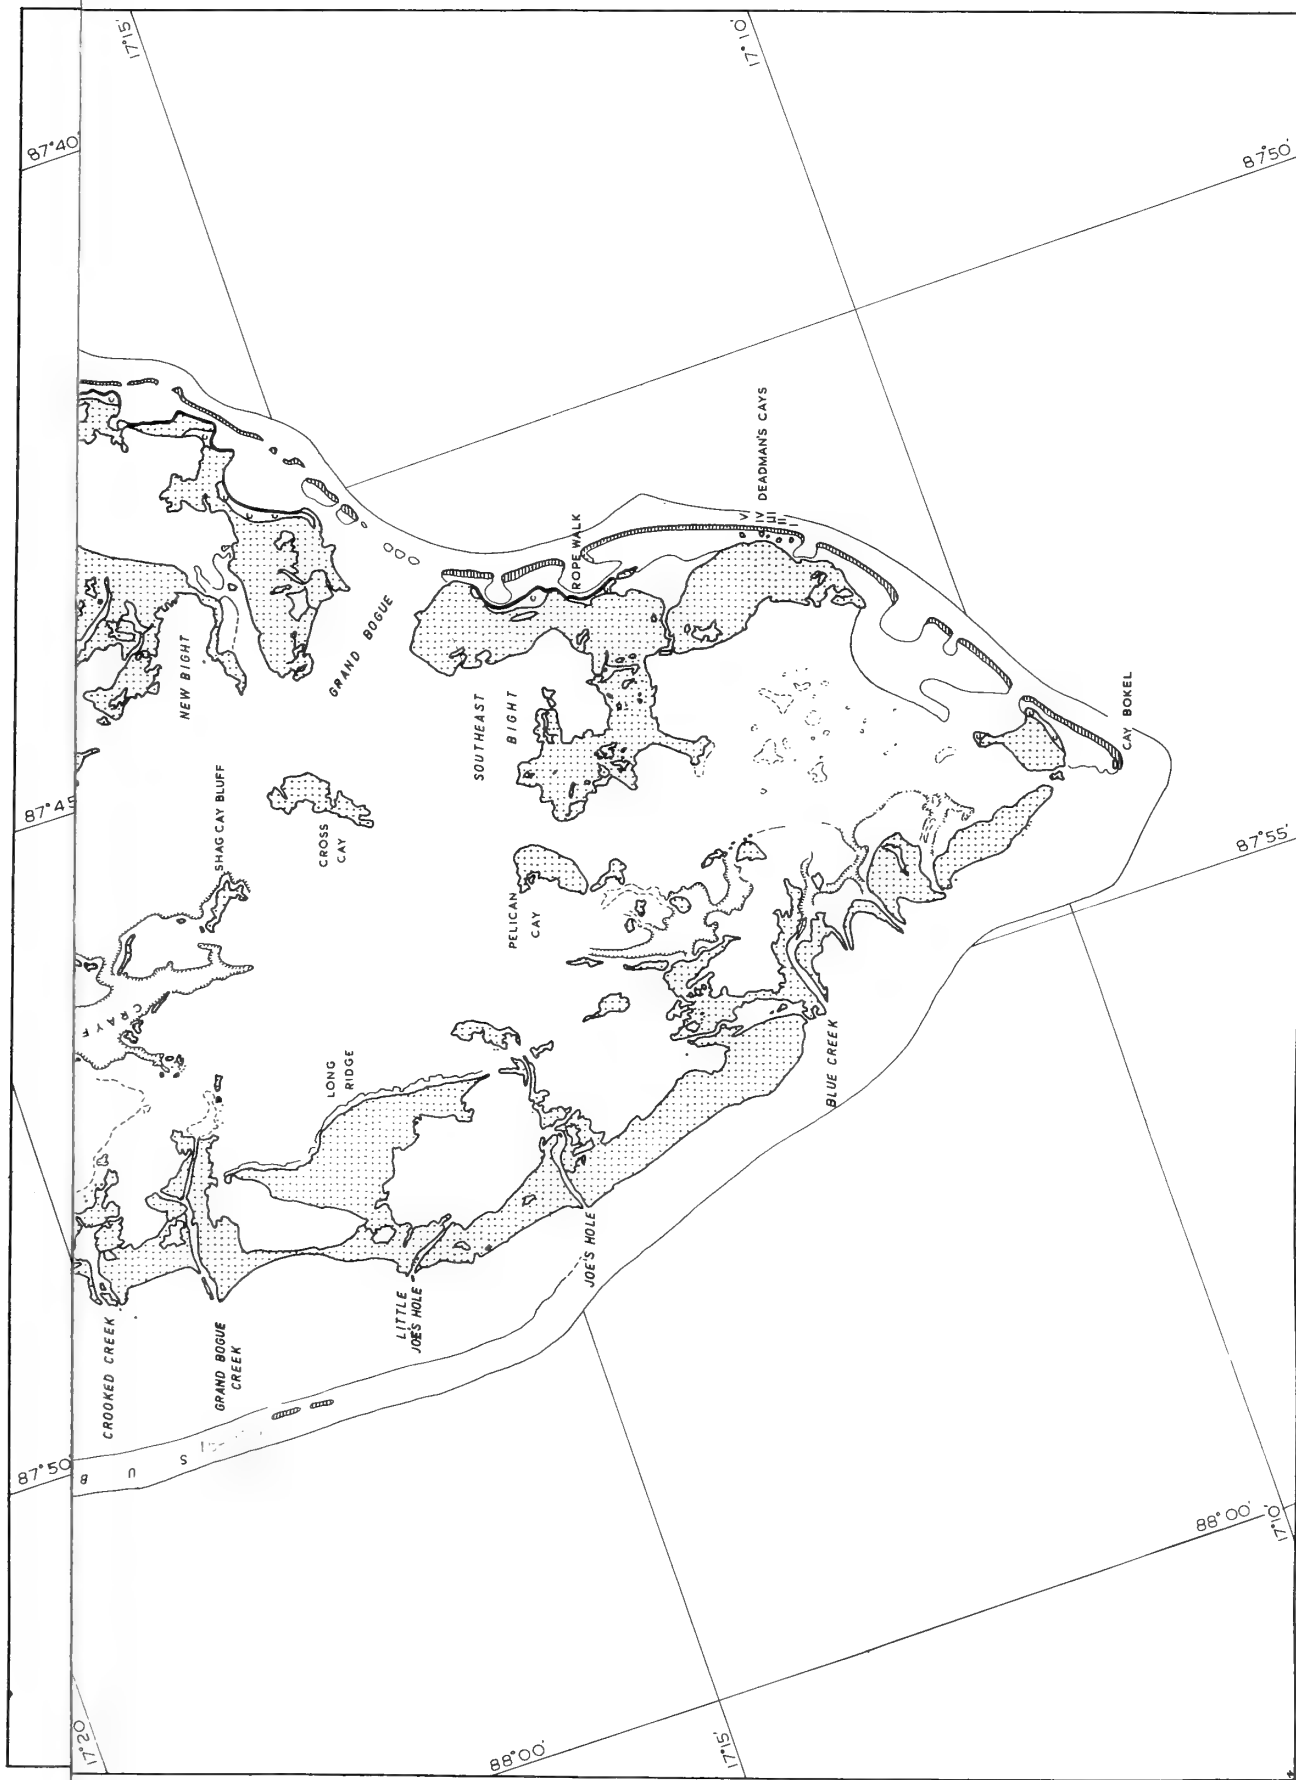 17°15'
17°10'
87°40'
87°50'
DEADMAN'S CAYS
V
IV
III
II
I
ROPE WALK
C
C
C
C
C
C
GRAND BOGUE
NEW BIGHT
SOUTHEAST
BIGHT
CAY BOKEL
87°45'
SHAG CAY BLUFF
CROSS
CAY
PELICAN
CAY
87°55'
CRAYF
LONG
RIDGE
BLUE CREEK
JOE'S HOLE
LITTLE
JOE'S HOLE
CROOKED CREEK
GRAND BOGUE
CREEK
87°50'
B U S
88°00'
17°10'
17°20'
88°00'
17°15'